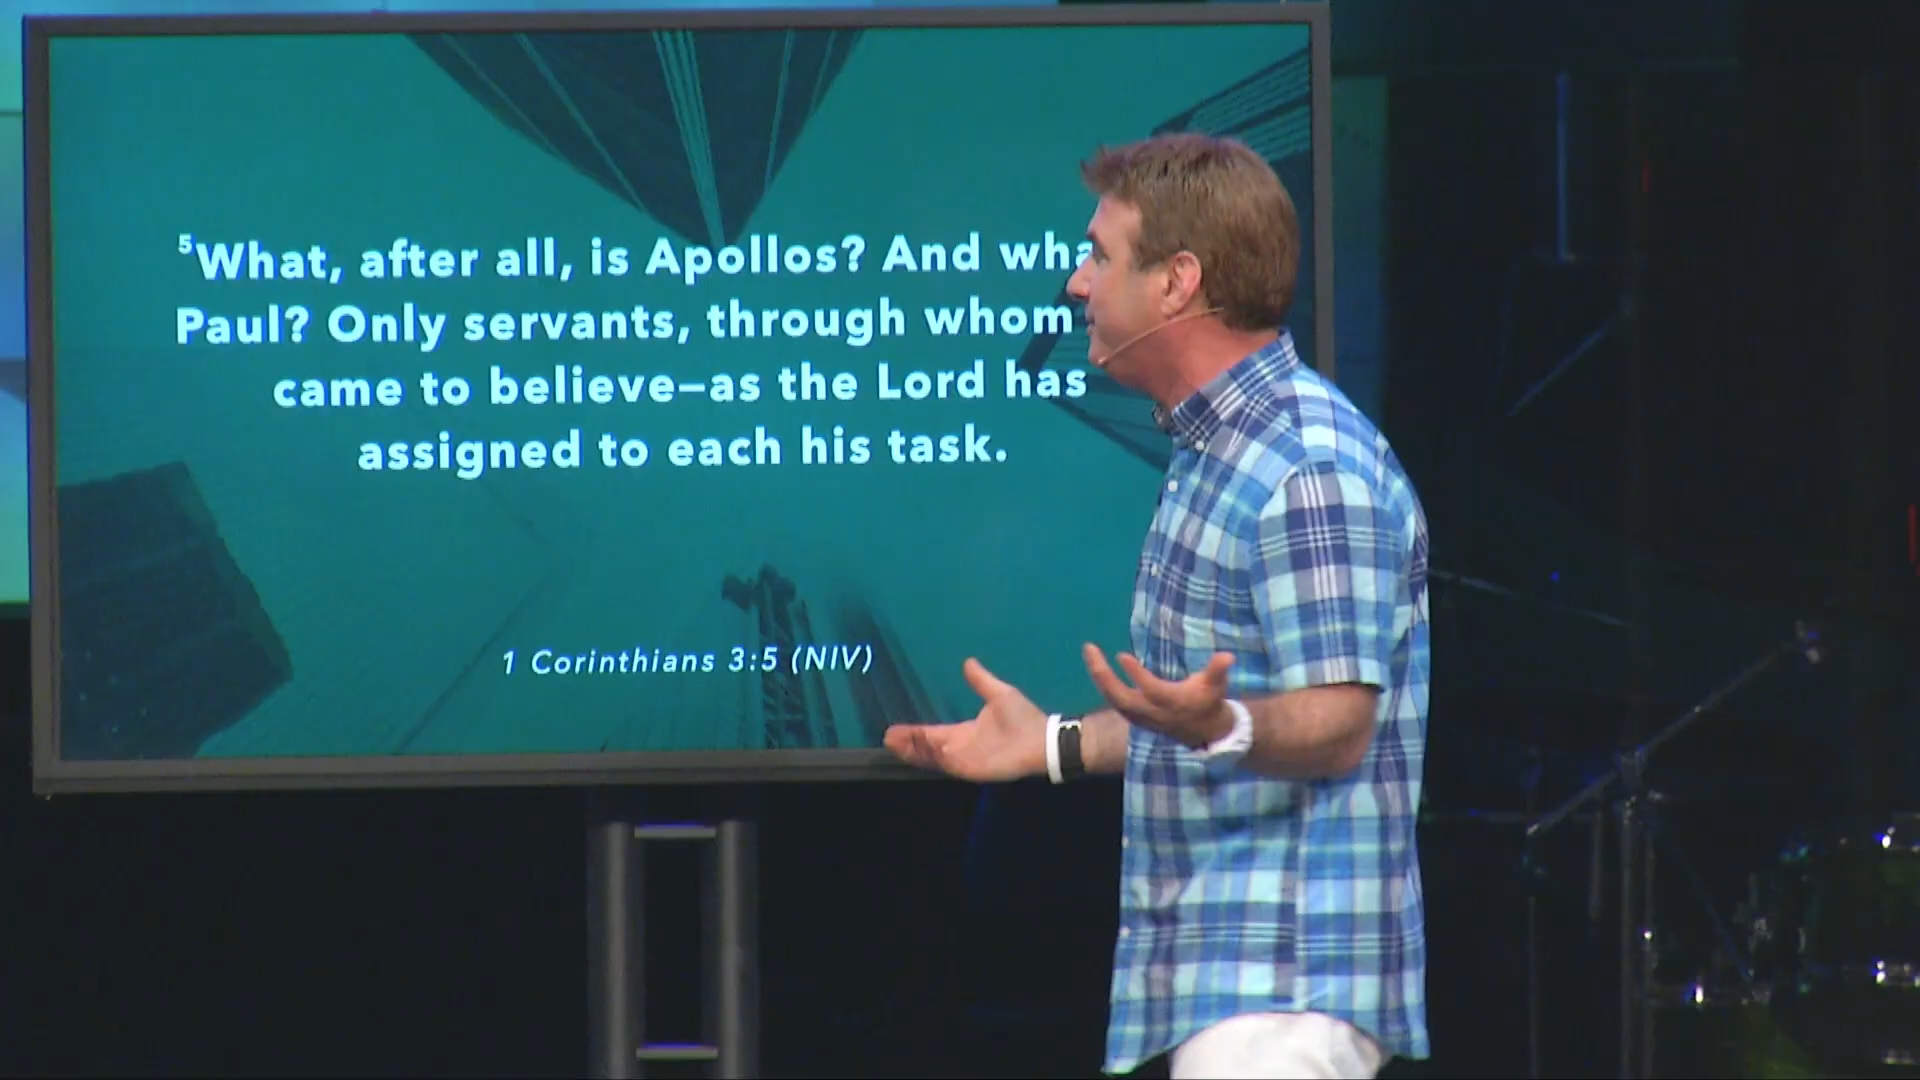 ⁵What, after all, is Apollos? And
Paul? Only servants, through whom
came to believe—as the Lord has
assigned to each his task.
1 Corinthians 3:5 (NIV)